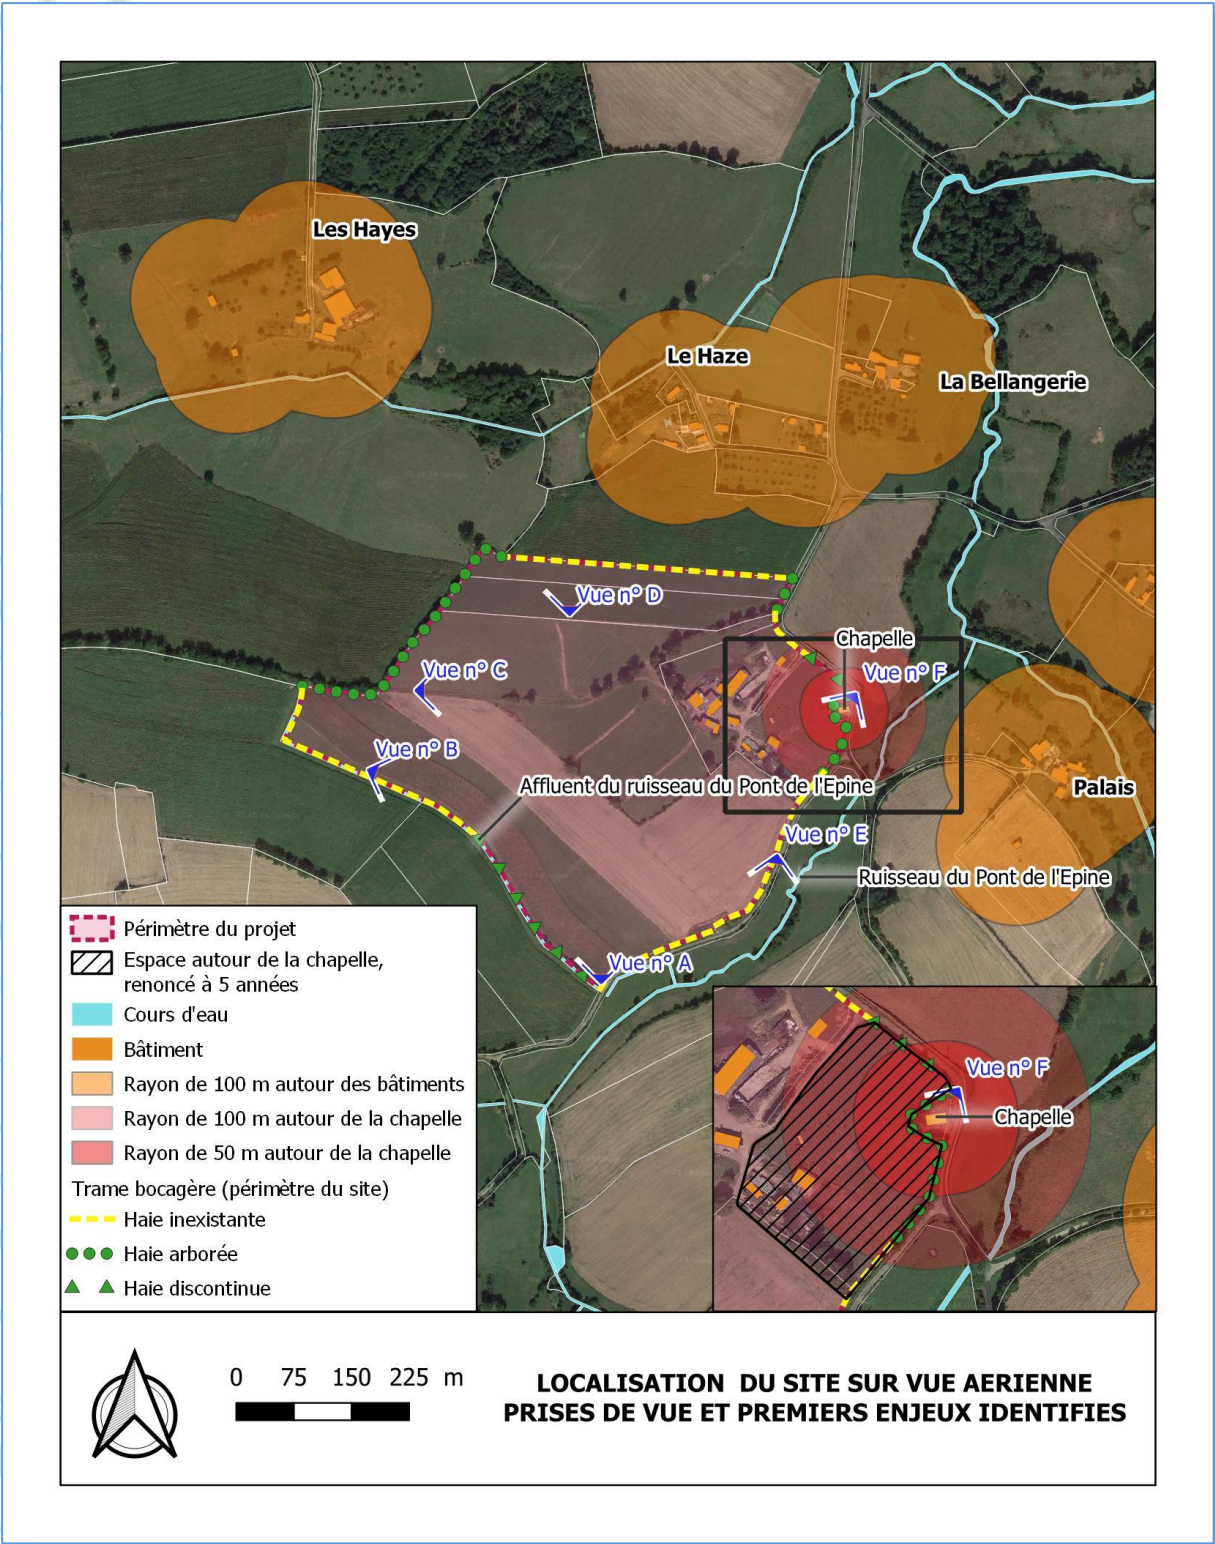 Les Hayes
Le Haze
La Bellangerie
Vue n° D
Chapelle
Vue n° C
Vue n° F
Vue n° B
Affluent du ruisseau du Pont de l'Epine
Palais
Vue n° E
Ruisseau du Pont de l'Epine
Vue n° A
Périmètre du projet
Espace autour de la chapelle,
renoncé à 5 années
Cours d'eau
Bâtiment
Rayon de 100 m autour des bâtiments
Rayon de 100 m autour de la chapelle
Rayon de 50 m autour de la chapelle
Trame bocagère (périmètre du site)
Haie inexistante
Haie arborée
Haie discontinue
Vue n° F
Chapelle
0 75 150 225 m
LOCALISATION DU SITE SUR VUE AERIENNE
PRISES DE VUE ET PREMIERS ENJEUX IDENTIFIES